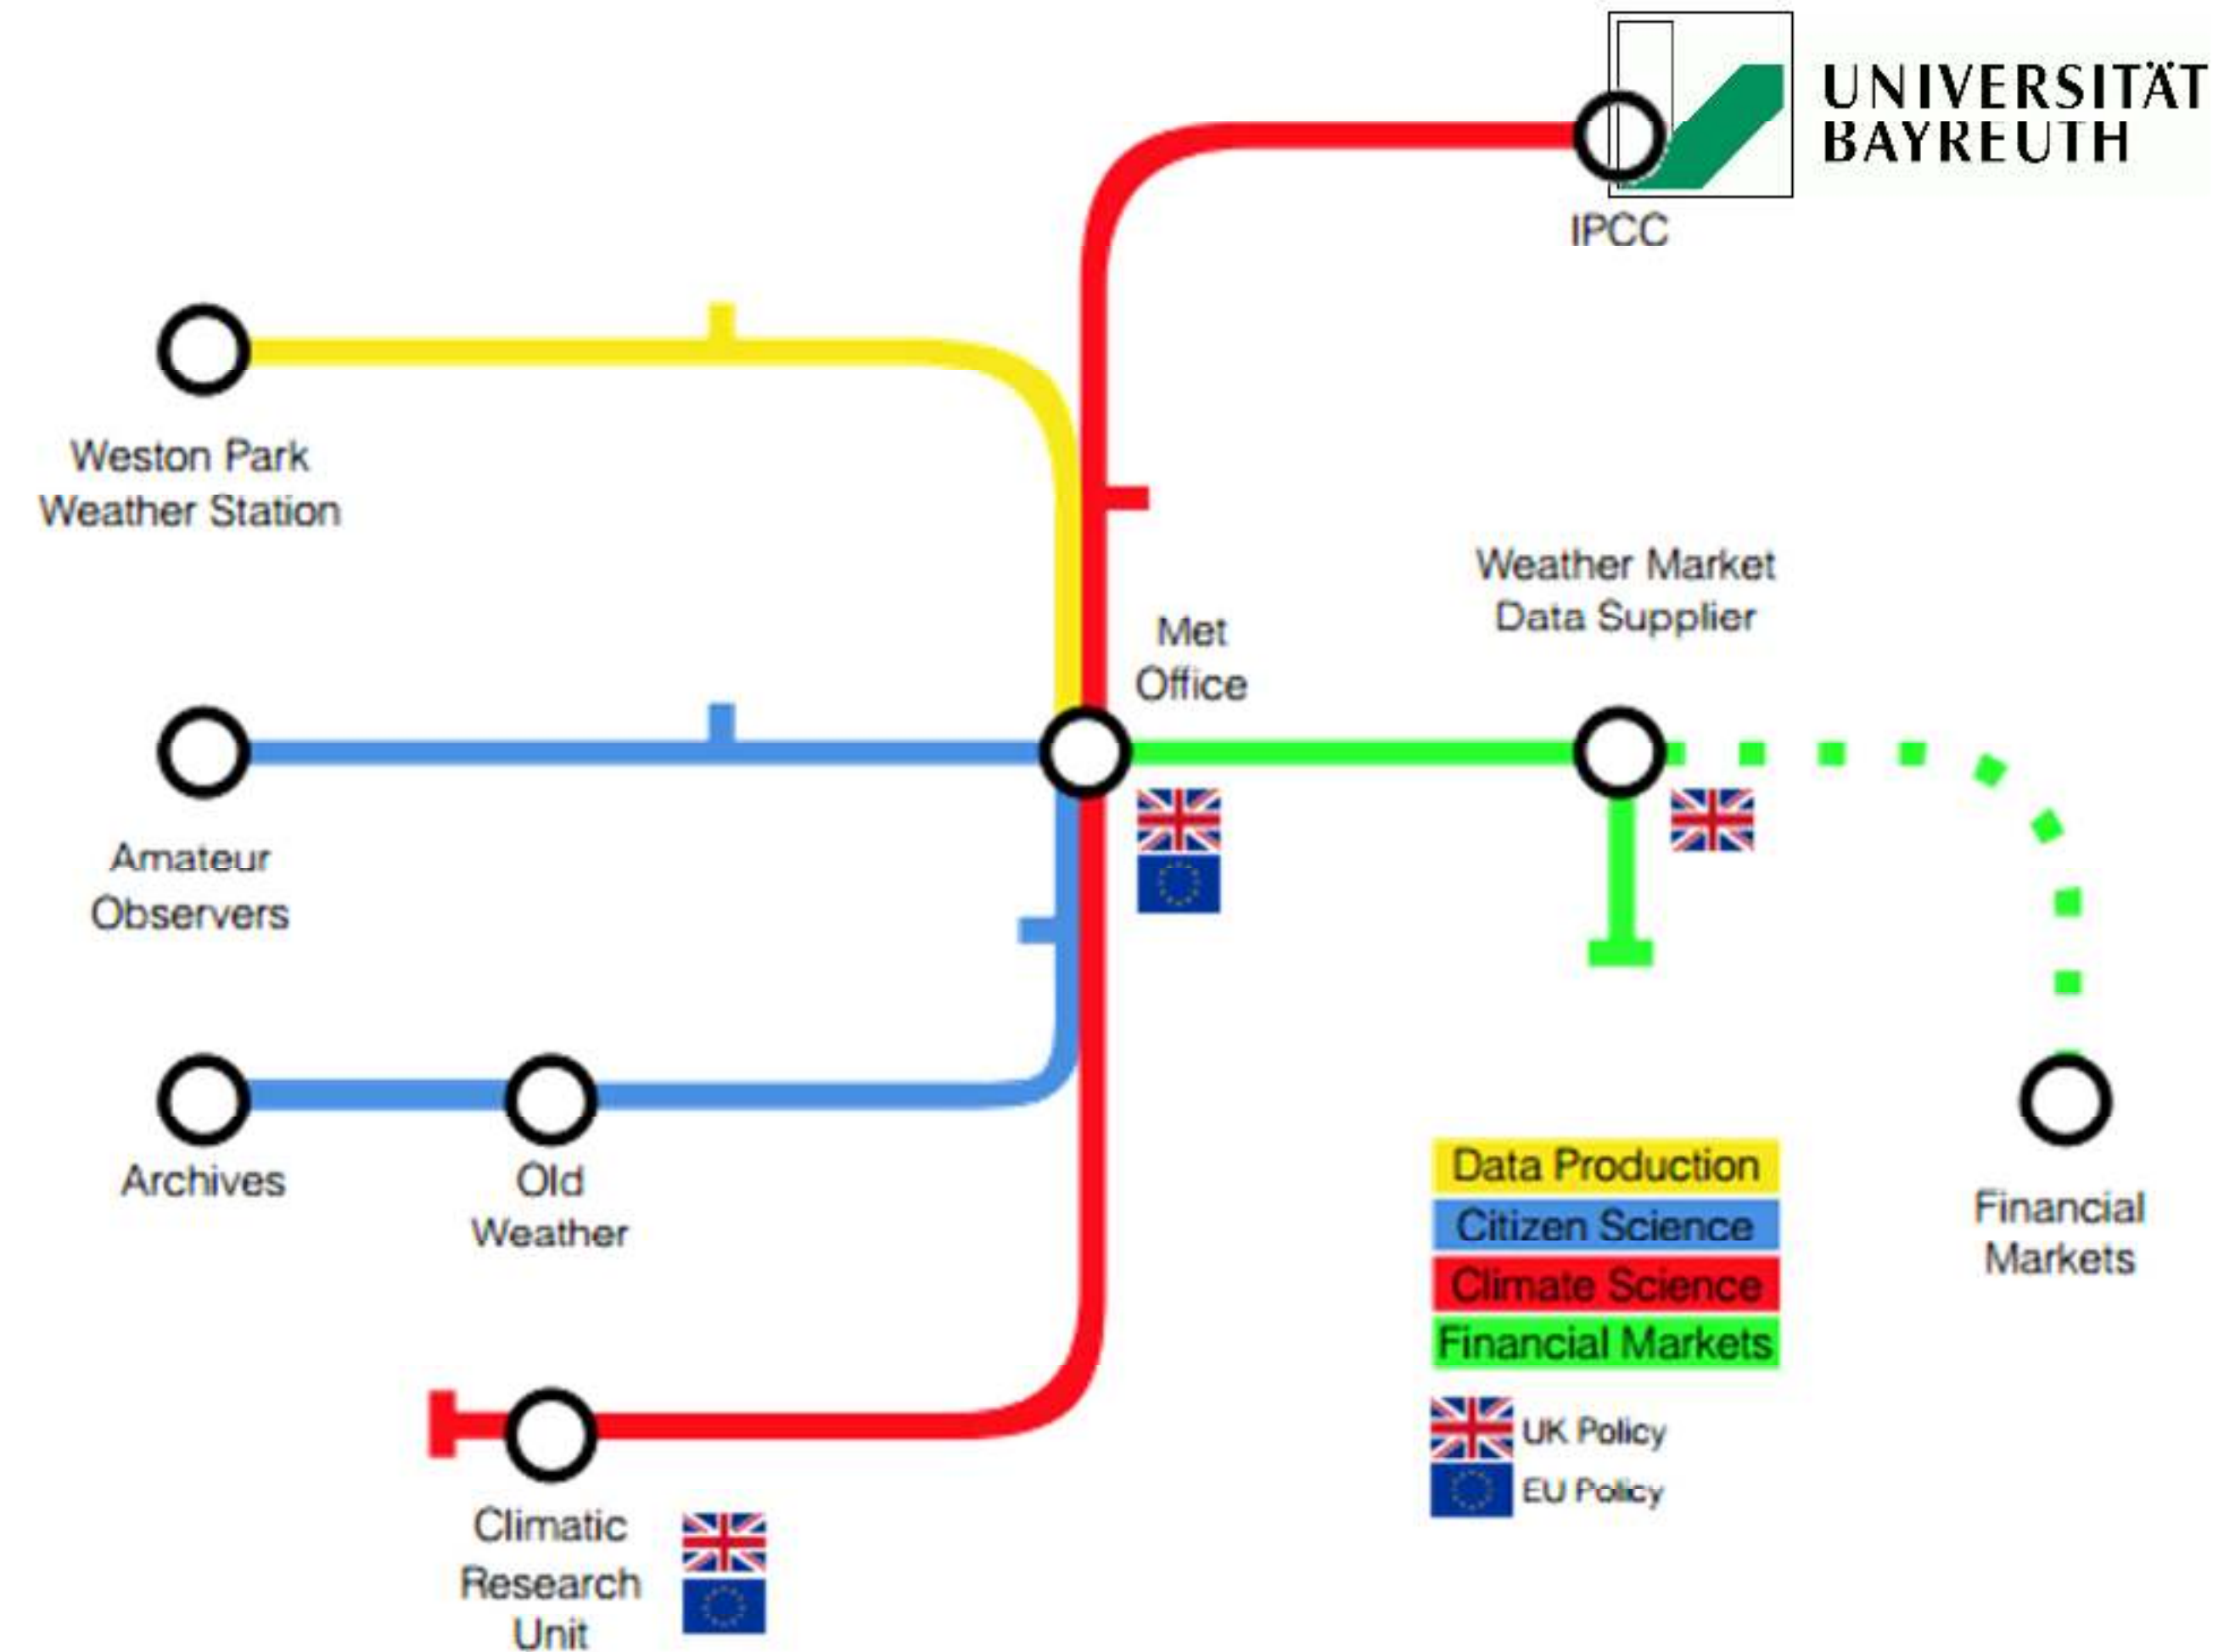 UNIVERSITÄT
BAYREUTH
IPCC
Weston Park
Weather Station
Weather Market
Data Supplier
Met
Office
Amateur
Observers
Archives
Old
Weather
Data Production
Citizen Science
Climate Science
Financial Markets
Financial
Markets
UK Policy
EU Policy
Climatic
Research
Unit